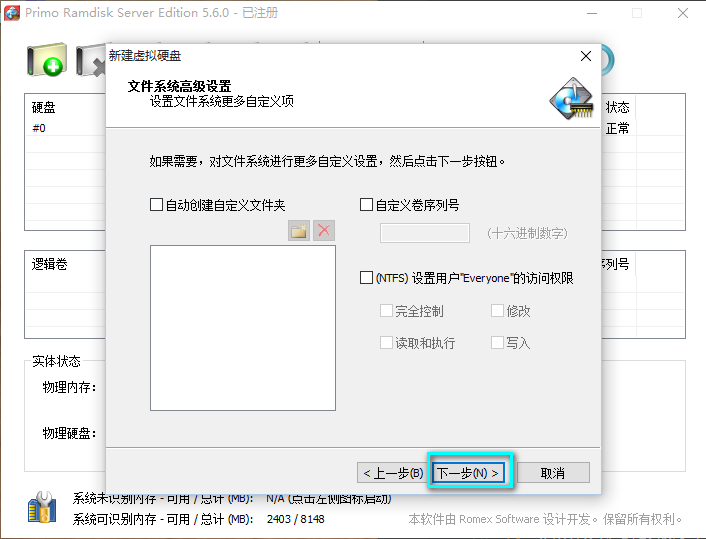 Primo Ramdisk Server Edition 5.6.0 - 已注册
新建虚拟硬盘
文件系统高级设置
设置文件系统更多自定义项
硬盘
状态
#0
正常
如果需要，对文件系统进行更多自定义设置，然后点击下一步按钮。
自动创建自定义文件夹
自定义卷序列号
(十六进制数字)
逻辑卷
序列号
(NTFS) 设置用户"Everyone"的访问权限
完全控制
修改
读取和执行
写入
实体状态
物理内存：
物理硬盘：
< 上一步(B)
下一步(N) >
取消
系统未识别内存 - 可用 / 总计 (MB):
N/A (点击左侧图标启动)
系统可识别内存 - 可用 / 总计 (MB):
2403 / 8148
本软件由 Romex Software 设计开发。保留所有权利。